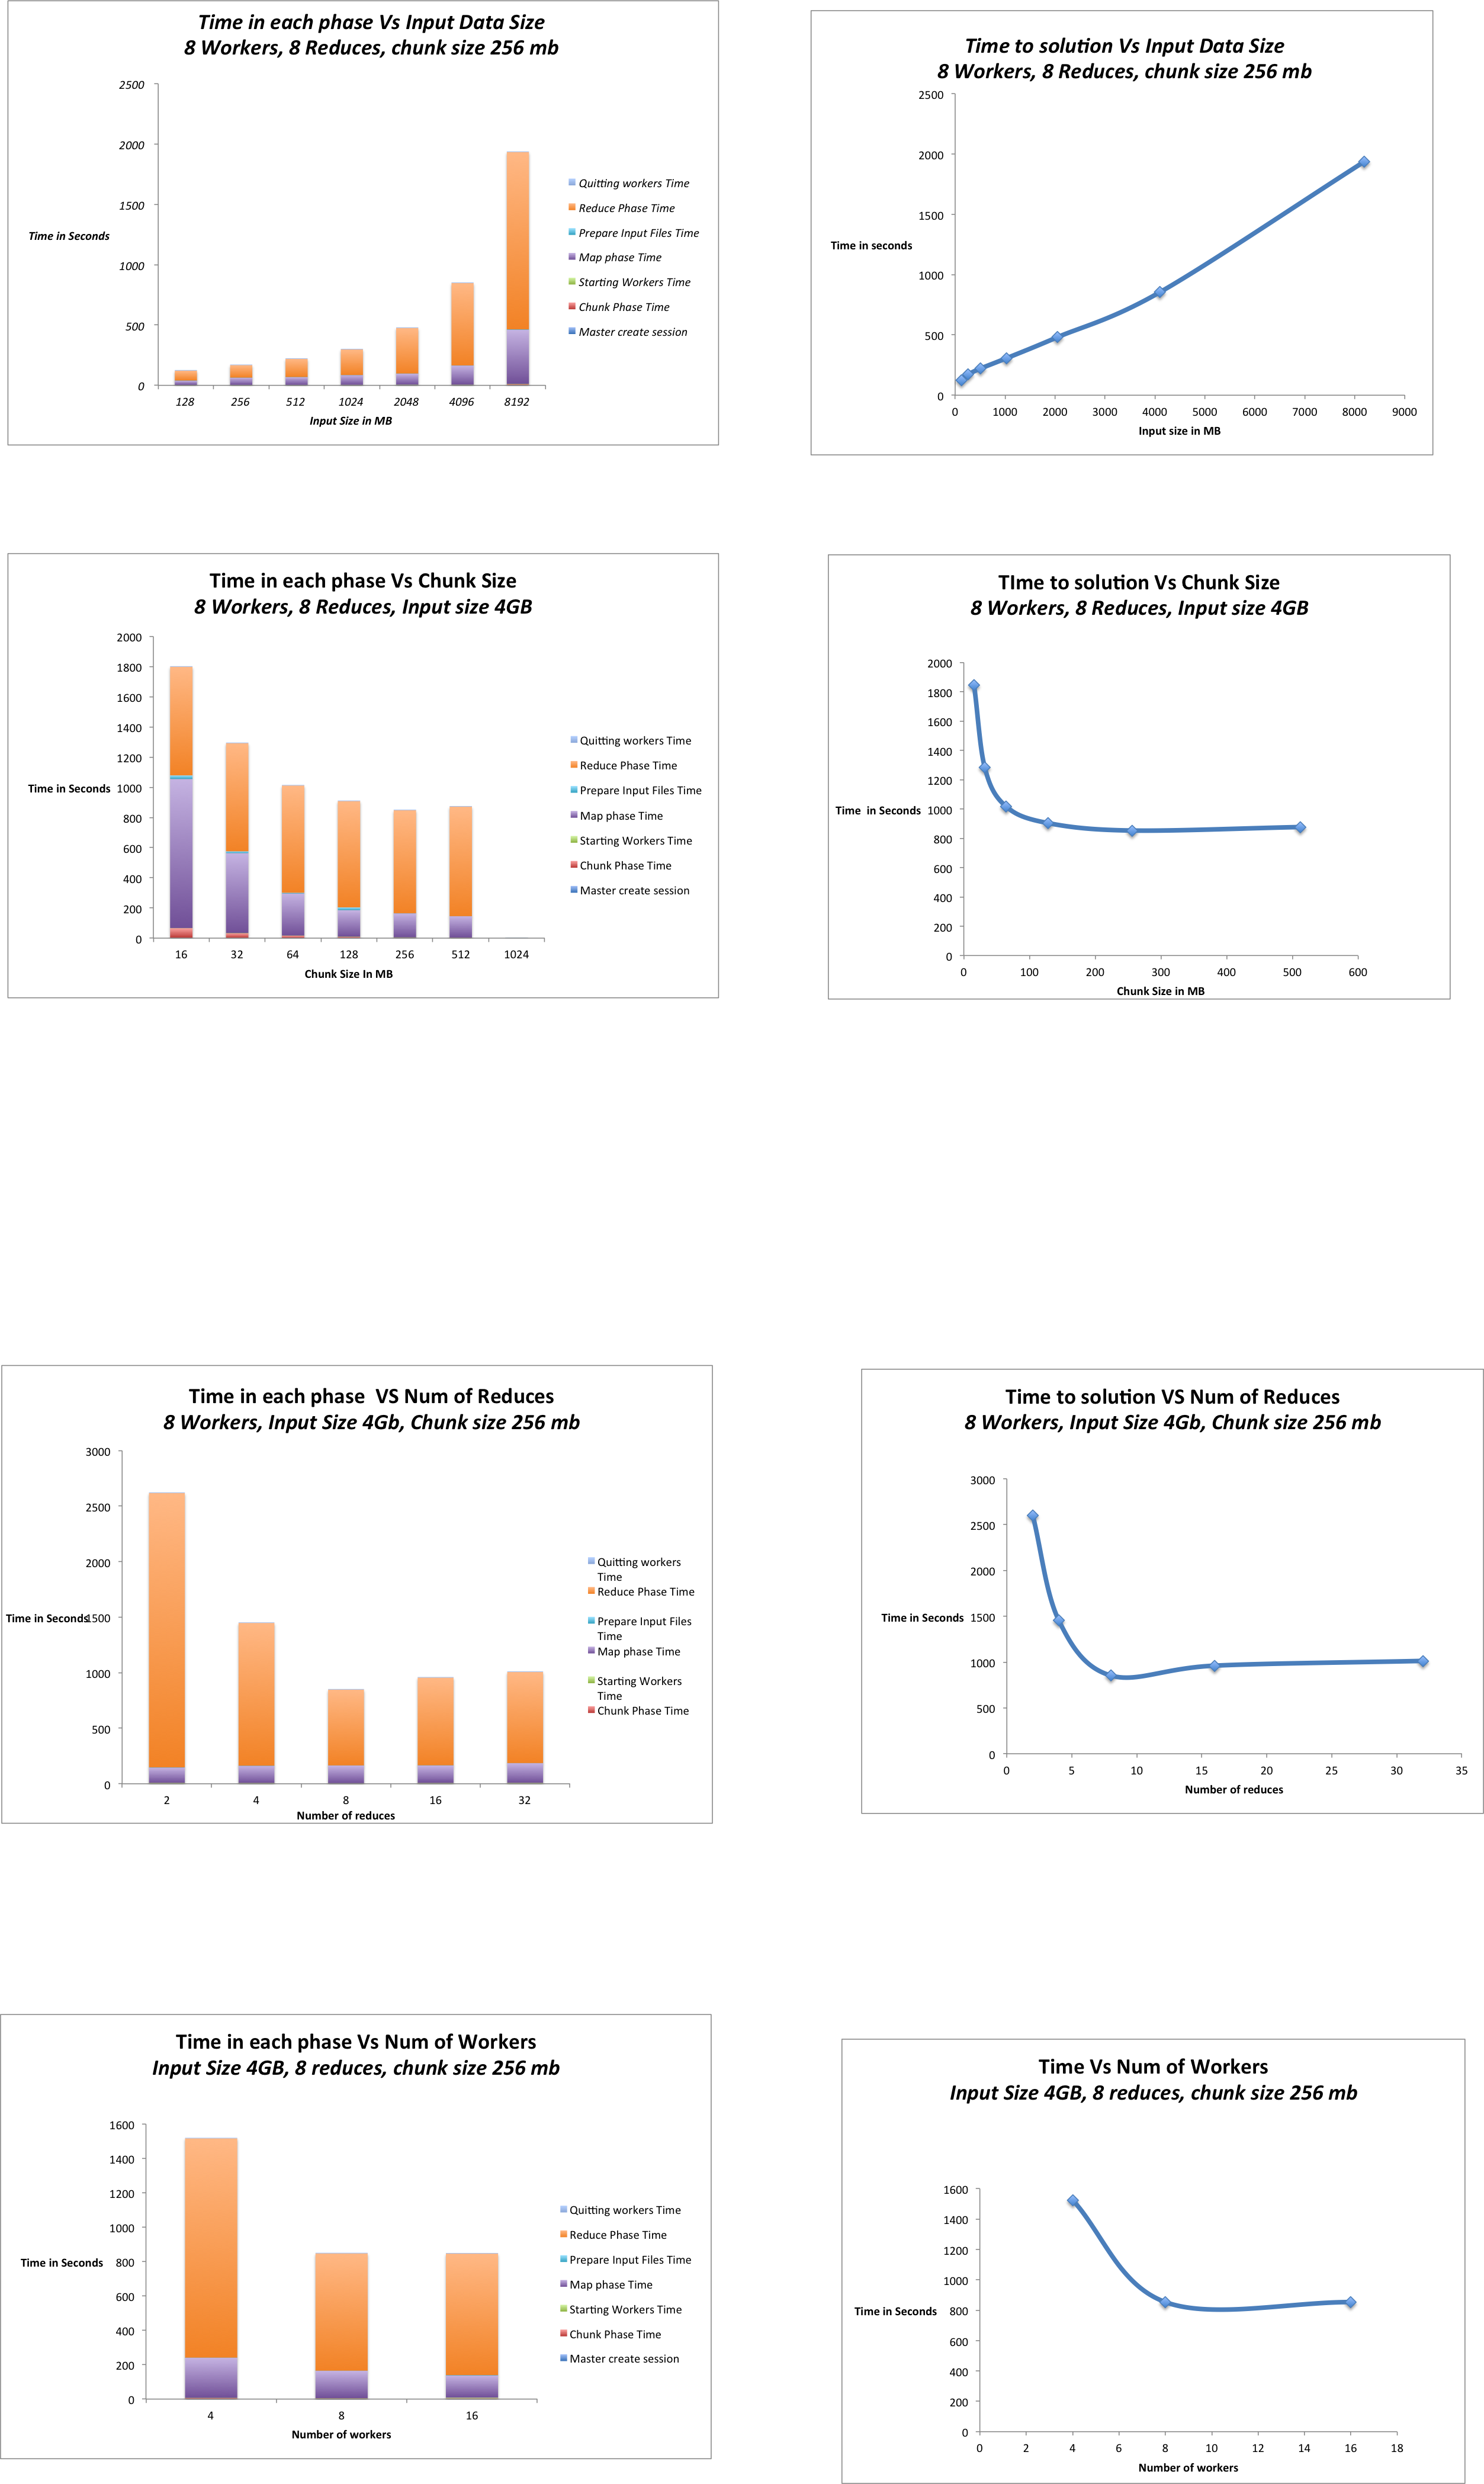 Time in each phase Vs Input Data Size
8 Workers, 8 Reduces, chunk size 256 mb
2500
2000
1500
1000
500
0
Time in Seconds
128 256 512 1024 2048 4096 8192
Input Size in MB
Quitting workers Time
Reduce Phase Time
Prepare Input Files Time
Map phase Time
Starting Workers Time
Chunk Phase Time
Master create session
Time to solution Vs Input Data Size
8 Workers, 8 Reduces, chunk size 256 mb
2500
2000
1500
1000
500
0
Time in seconds
0 1000 2000 3000 4000 5000 6000 7000 8000 9000
Input size in MB
Time in each phase Vs Chunk Size
8 Workers, 8 Reduces, Input size 4GB
2000
1800
1600
1400
1200
1000
800
600
400
200
0
Time in Seconds
16 32 64 128 256 512 1024
Chunk Size In MB
Quitting workers Time
Reduce Phase Time
Prepare Input Files Time
Map phase Time
Starting Workers Time
Chunk Phase Time
Master create session
TIme to solution Vs Chunk Size
8 Workers, 8 Reduces, Input size 4GB
2000
1800
1600
1400
1200
1000
800
600
400
200
0
Time in Seconds
0 100 200 300 400 500 600
Chunk Size in MB
Time in each phase VS Num of Reduces
8 Workers, Input Size 4Gb, Chunk size 256 mb
3000
2500
2000
1500
1000
500
0
Time in Seconds
2 4 8 16 32
Number of reduces
Quitting workers
Time
Reduce Phase Time
Prepare Input Files
Time
Map phase Time
Starting Workers
Time
Chunk Phase Time
Time to solution VS Num of Reduces
8 Workers, Input Size 4Gb, Chunk size 256 mb
3000
2500
2000
1500
1000
500
0
Time in Seconds
0 5 10 15 20 25 30 35
Number of reduces
Time in each phase Vs Num of Workers
Input Size 4GB, 8 reduces, chunk size 256 mb
1600
1400
1200
1000
800
600
400
200
0
Time in Seconds
4 8 16
Number of workers
Quitting workers Time
Reduce Phase Time
Prepare Input Files Time
Map phase Time
Starting Workers Time
Chunk Phase Time
Master create session
Time Vs Num of Workers
Input Size 4GB, 8 reduces, chunk size 256 mb
1600
1400
1200
1000
800
600
400
200
0
Time in Seconds
0 2 4 6 8 10 12 14 16 18
Number of workers